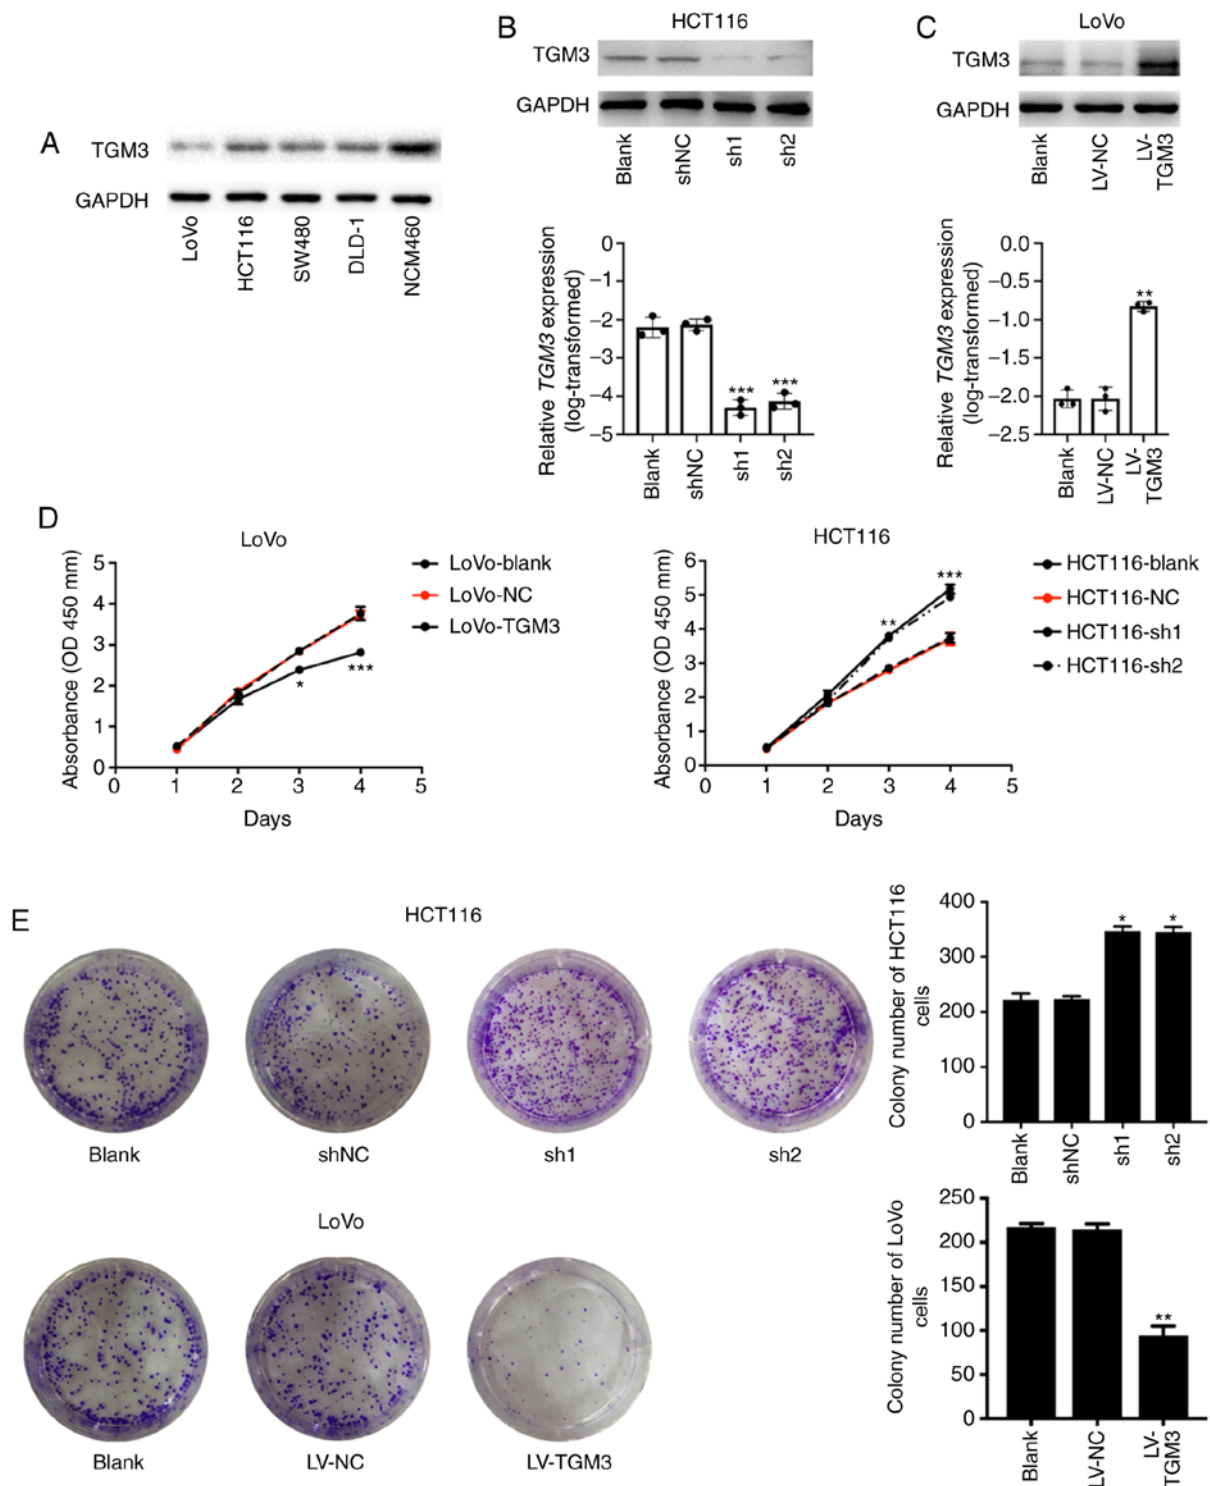 A
TGM3
GAPDH
LoVo
HCT116
SW480
DLD-1
NCM460
B
HCT116
TGM3
GAPDH
Blank
shNC
sh1
sh2
Relative TGM3 expression
(log-transformed)
0
−1
−2
−3
−4
−5
***
***
Blank
shNC
sh1
sh2
C
LoVo
TGM3
GAPDH
Blank
LV-NC
LV-
TGM3
Relative TGM3 expression
(log-transformed)
0.0
−0.5
−1.0
−1.5
−2.0
−2.5
**
Blank
LV-NC
LV-
TGM3
D
LoVo
Absorbance (OD 450 mm)
5
4
3
2
1
0
*
***
0 1 2 3 4 5
Days
LoVo-blank
LoVo-NC
LoVo-TGM3
HCT116
Absorbance (OD 450 mm)
6
5
4
3
2
1
0
**
***
0 1 2 3 4 5
Days
HCT116-blank
HCT116-NC
HCT116-sh1
HCT116-sh2
E
HCT116
Blank
shNC
sh1
sh2
Colony number of HCT116
cells
400
300
200
100
0
*
*
Blank
shNC
sh1
sh2
LoVo
Blank
LV-NC
LV-TGM3
Colony number of LoVo
cells
250
200
150
100
50
0
**
Blank
LV-NC
LV-
TGM3